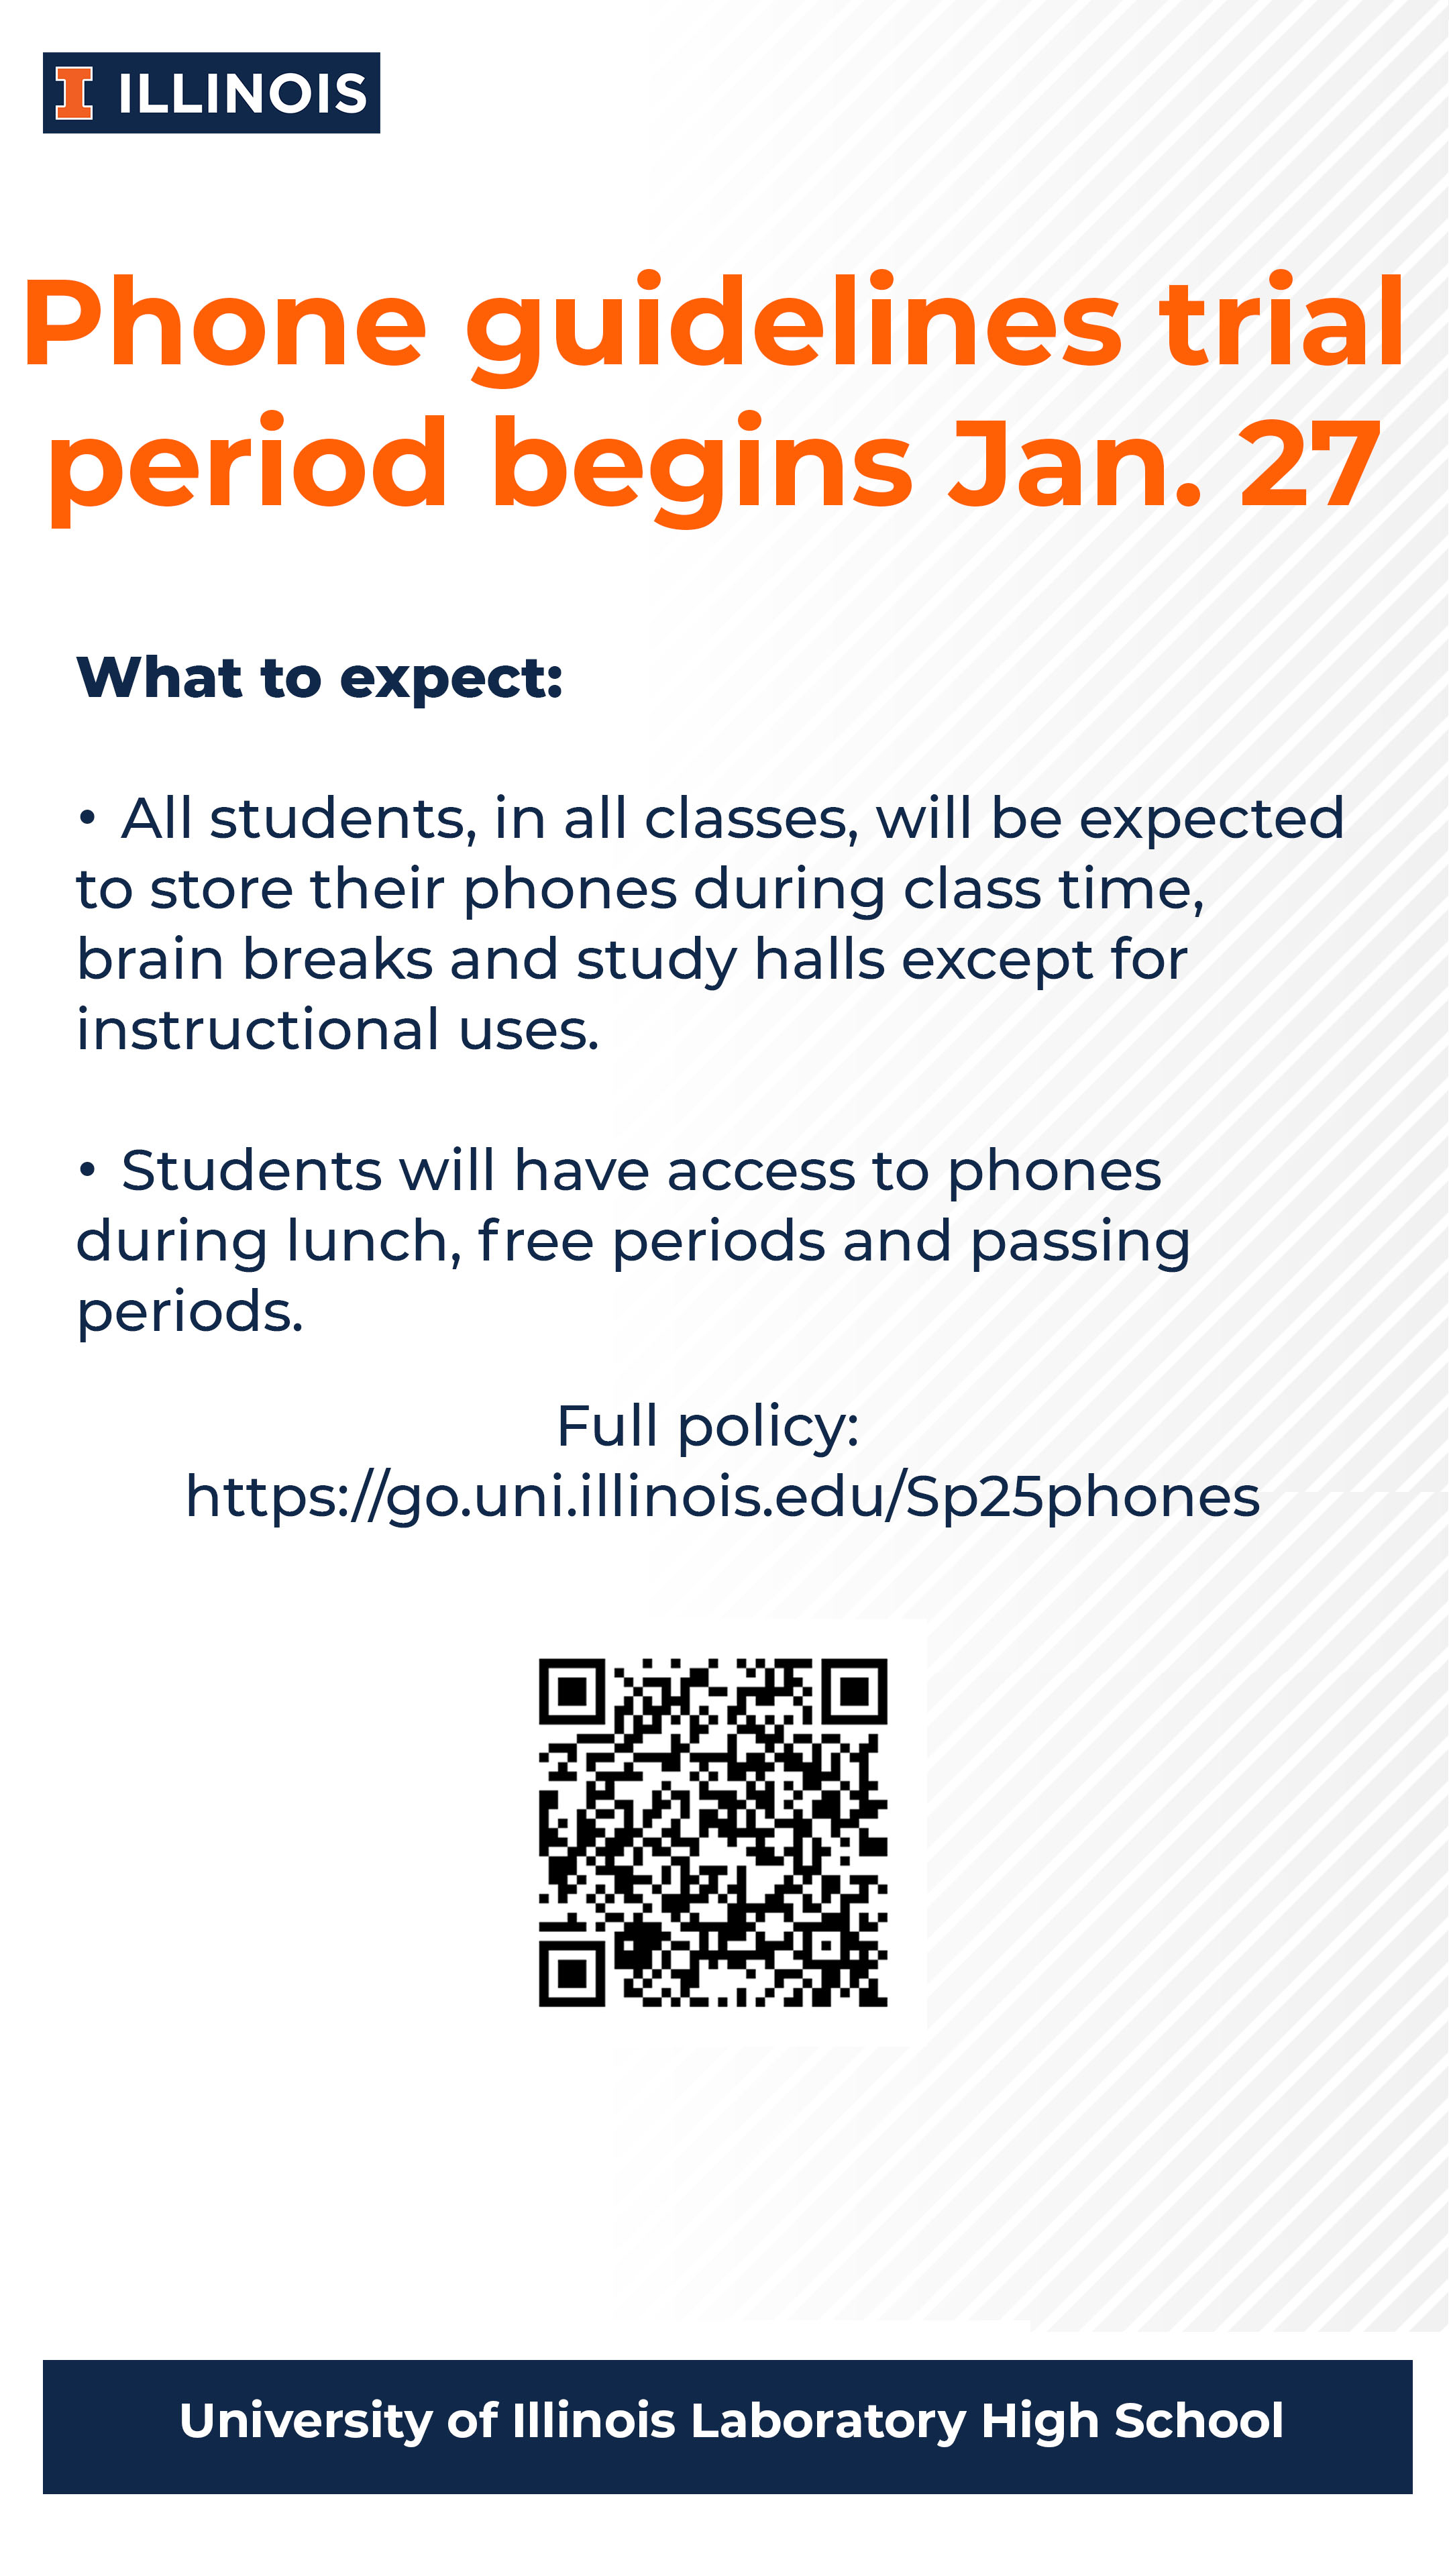 I ILLINOIS
Phone guidelines trial
period begins Jan. 27
What to expect:
• All students, in all classes, will be expected
to store their phones during class time,
brain breaks and study halls except for
instructional uses.
• Students will have access to phones
during lunch, free periods and passing
periods.
Full policy:
https://go.uni.illinois.edu/Sp25phones
University of Illinois Laboratory High School